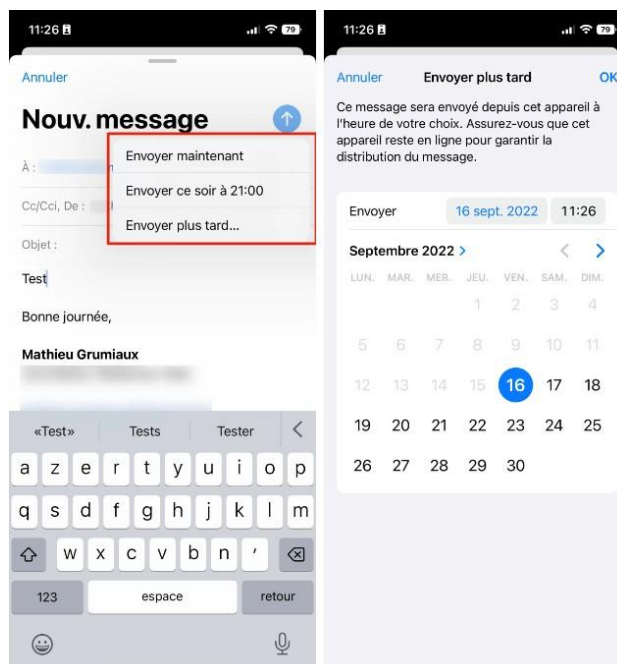 11:26
79
Annuler
Nouv. message
Envoyer maintenant
Envoyer ce soir à 21:00
Envoyer plus tard...
À :
Cc/Cci, De :
Objet :
Test
Bonne journée,
Mathieu Grumiaux
«Test» Tests Tester
a z e r t y u i o p
q s d f g h j k l m
w x c v b n '
123 espace retour
11:26
79
Annuler Envoyer plus tard OK
Ce message sera envoyé depuis cet appareil à
l'heure de votre choix. Assurez-vous que cet
appareil reste en ligne pour garantir la
distribution du message.
Envoyer 16 sept. 2022 11:26
Septembre 2022
LUN. MAR. MER. JEU. VEN. SAM. DIM.
1 2 3 4
5 6 7 8 9 10 11
12 13 14 15 16 17 18
19 20 21 22 23 24 25
26 27 28 29 30